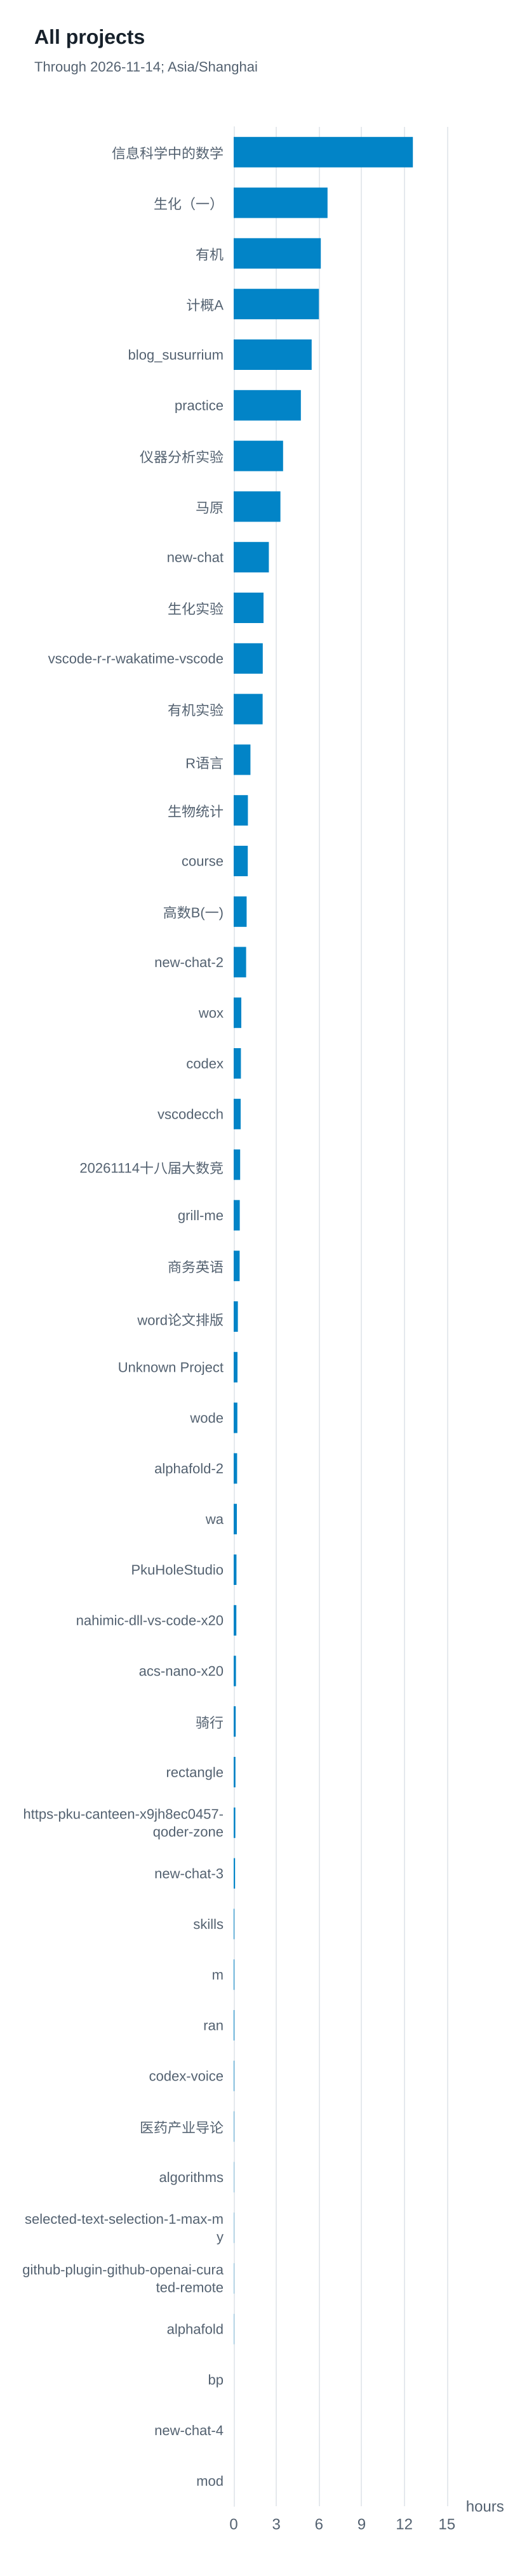 All projects
Through 2026-11-14; Asia/Shanghai
信息科学中的数学
生化（一）
有机
计概A
blog_susurrium
practice
仪器分析实验
马原
new-chat
生化实验
vscode-r-r-wakatime-vscode
有机实验
R语言
生物统计
course
高数B(一)
new-chat-2
wox
codex
vscodecch
20261114十八届大数竞
grill-me
商务英语
word论文排版
Unknown Project
wode
alphafold-2
wa
PkuHoleStudio
nahimic-dll-vs-code-x20
acs-nano-x20
骑行
rectangle
https-pku-canteen-x9jh8ec0457-
qoder-zone
new-chat-3
skills
m
ran
codex-voice
医药产业导论
algorithms
selected-text-selection-1-max-m
y
github-plugin-github-openai-cura
ted-remote
alphafold
bp
new-chat-4
mod
hours
0 3 6 9 12 15